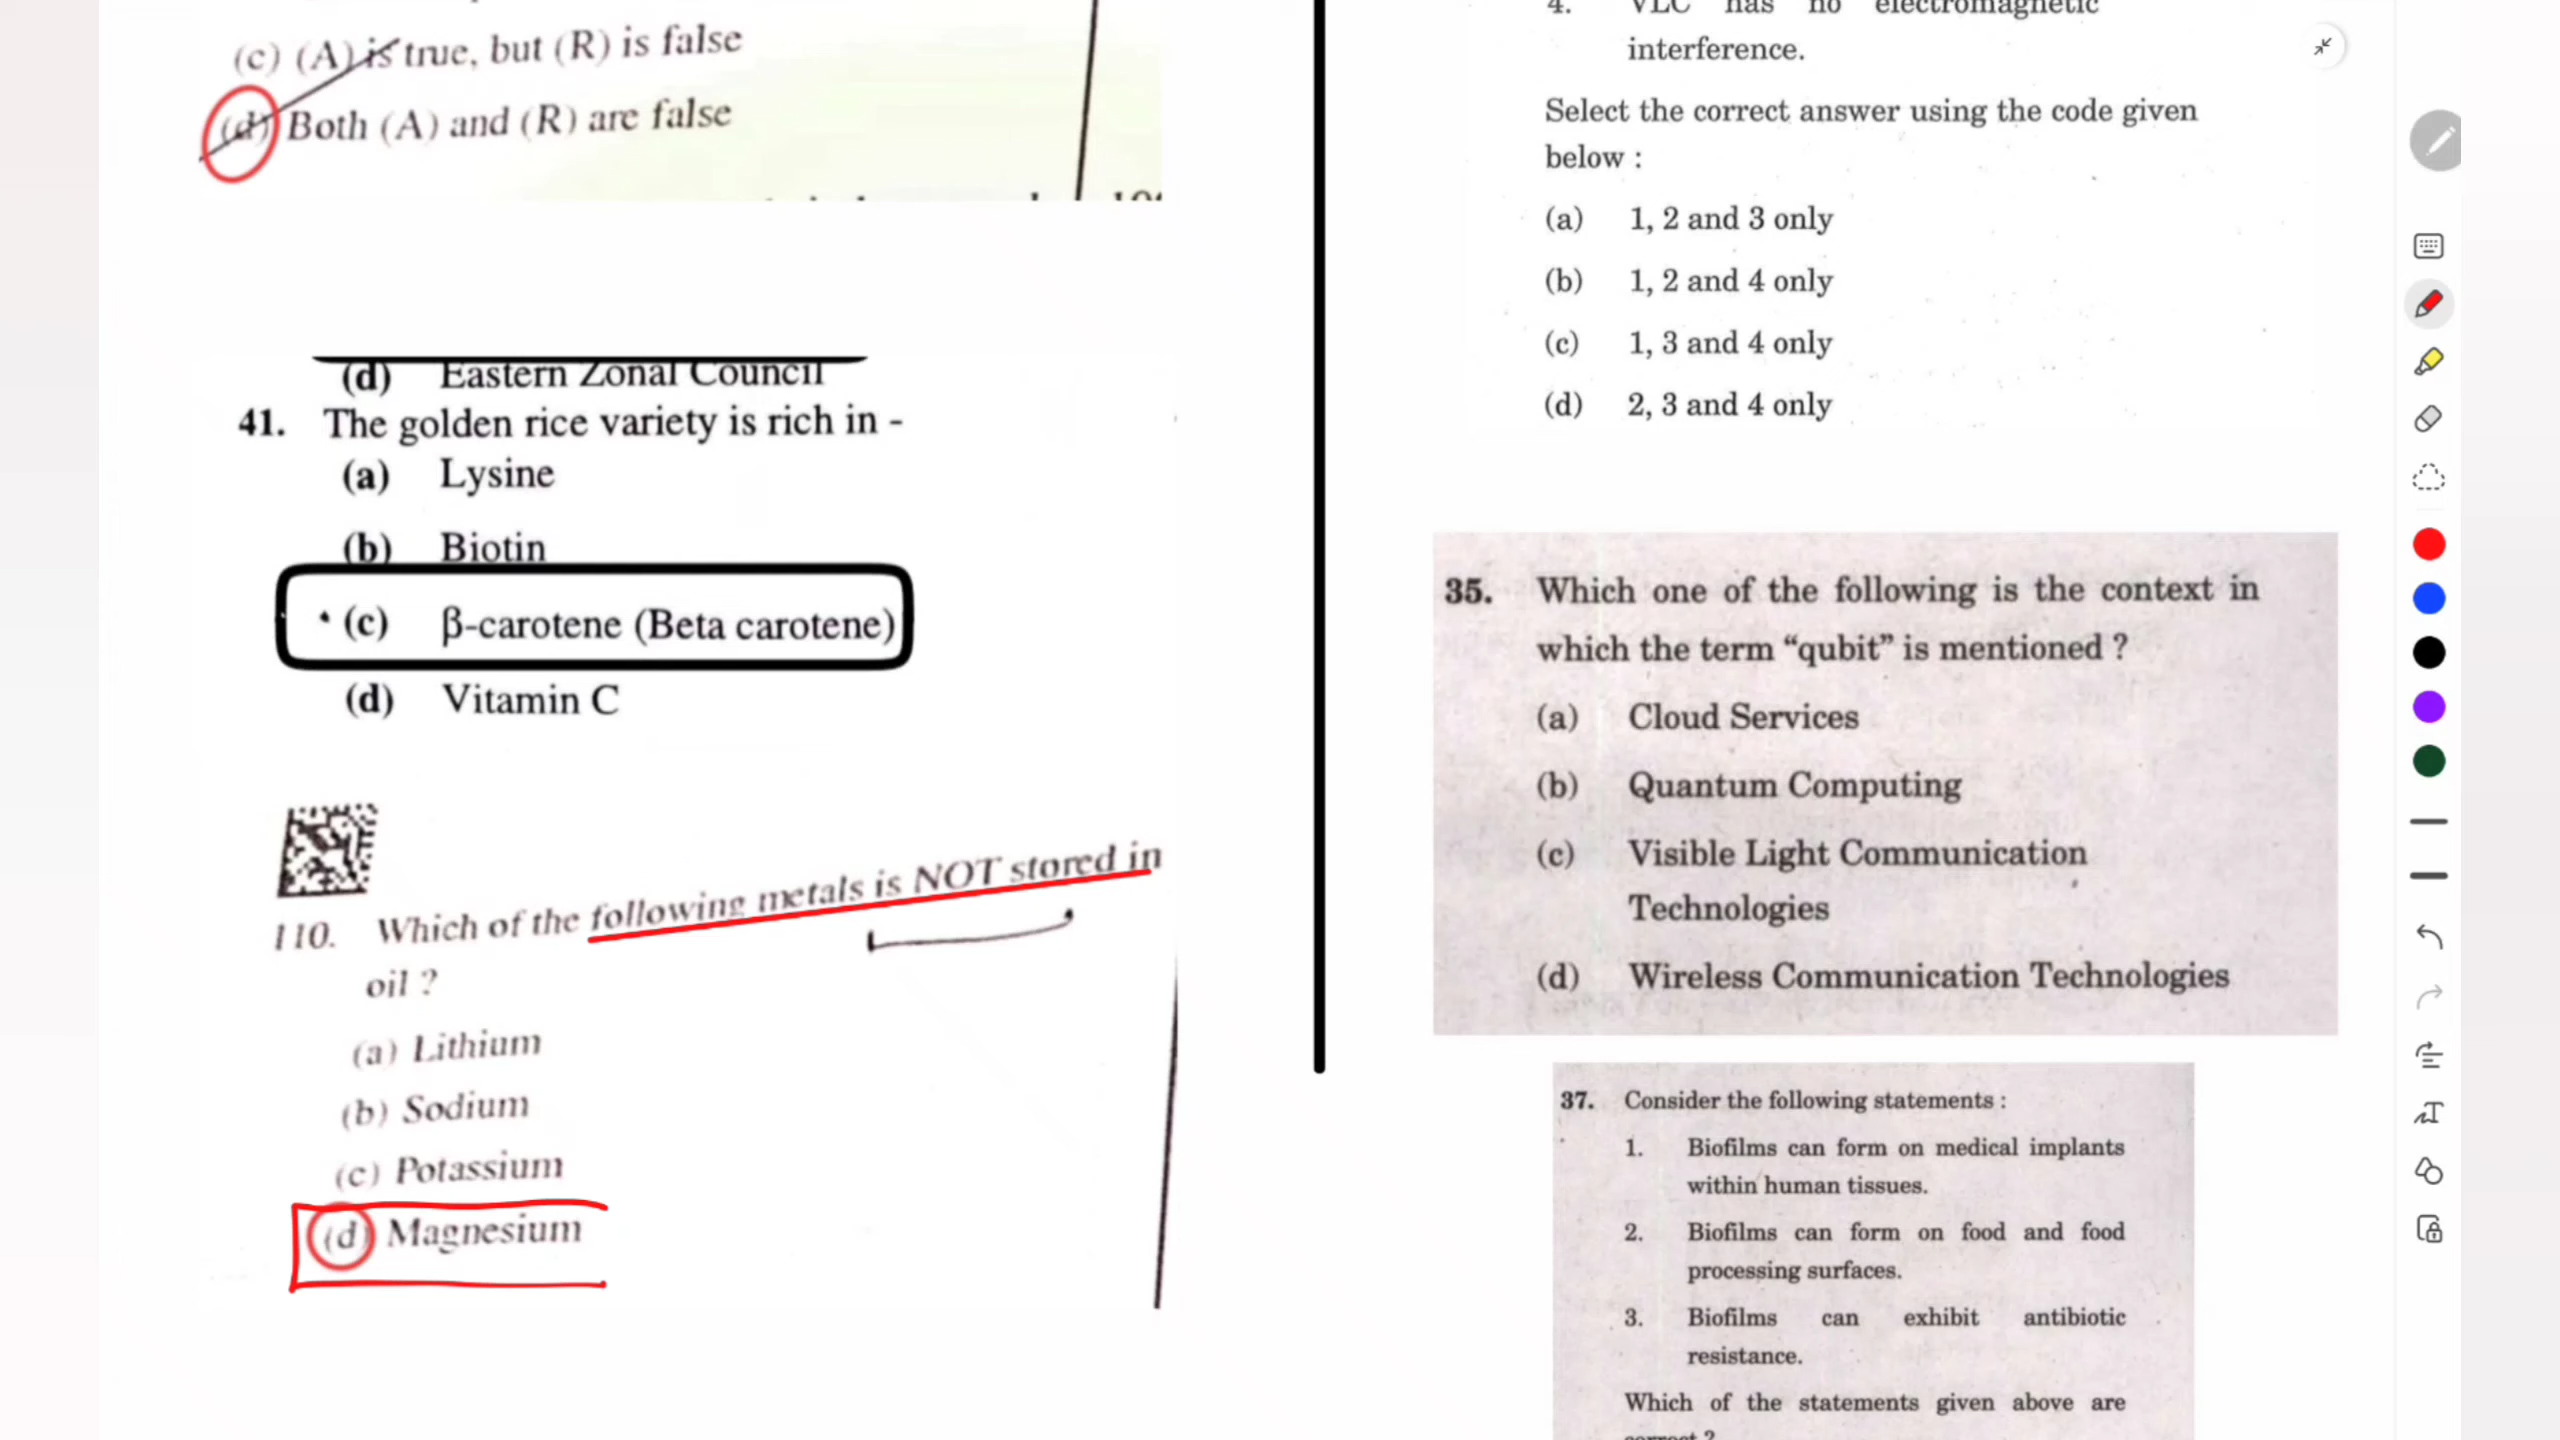 (c) (A) is true, but (R) is false
(d) Both (A) and (R) are false
(d) Eastern Zonal Council
41. The golden rice variety is rich in -
(a) Lysine
(b) Biotin
(c) β-carotene (Beta carotene)
(d) Vitamin C
110. Which of the following metals is NOT stored in
oil ?
(a) Lithium
(b) Sodium
(c) Potassium
(d) Magnesium
4. VLC has no electromagnetic
interference.
Select the correct answer using the code given
below :
(a) 1, 2 and 3 only
(b) 1, 2 and 4 only
(c) 1, 3 and 4 only
(d) 2, 3 and 4 only
35. Which one of the following is the context in
which the term “qubit” is mentioned ?
(a) Cloud Services
(b) Quantum Computing
(c) Visible Light Communication
Technologies
(d) Wireless Communication Technologies
37. Consider the following statements :
1. Biofilms can form on medical implants
within human tissues.
2. Biofilms can form on food and food
processing surfaces.
3. Biofilms can exhibit antibiotic
resistance.
Which of the statements given above are